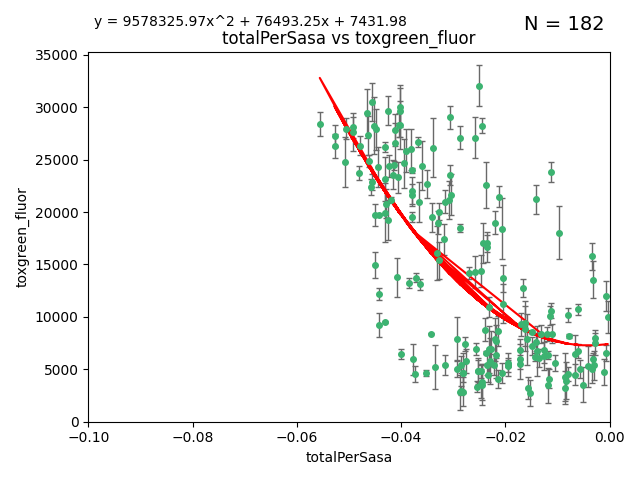 y = 9578325.97x^2 + 76493.25x + 7431.98
N = 182
totalPerSasa vs toxgreen_fluor
35000
30000
25000
20000
15000
10000
5000
0
toxgreen_fluor
−0.10
−0.08
−0.06
−0.04
−0.02
0.00
totalPerSasa